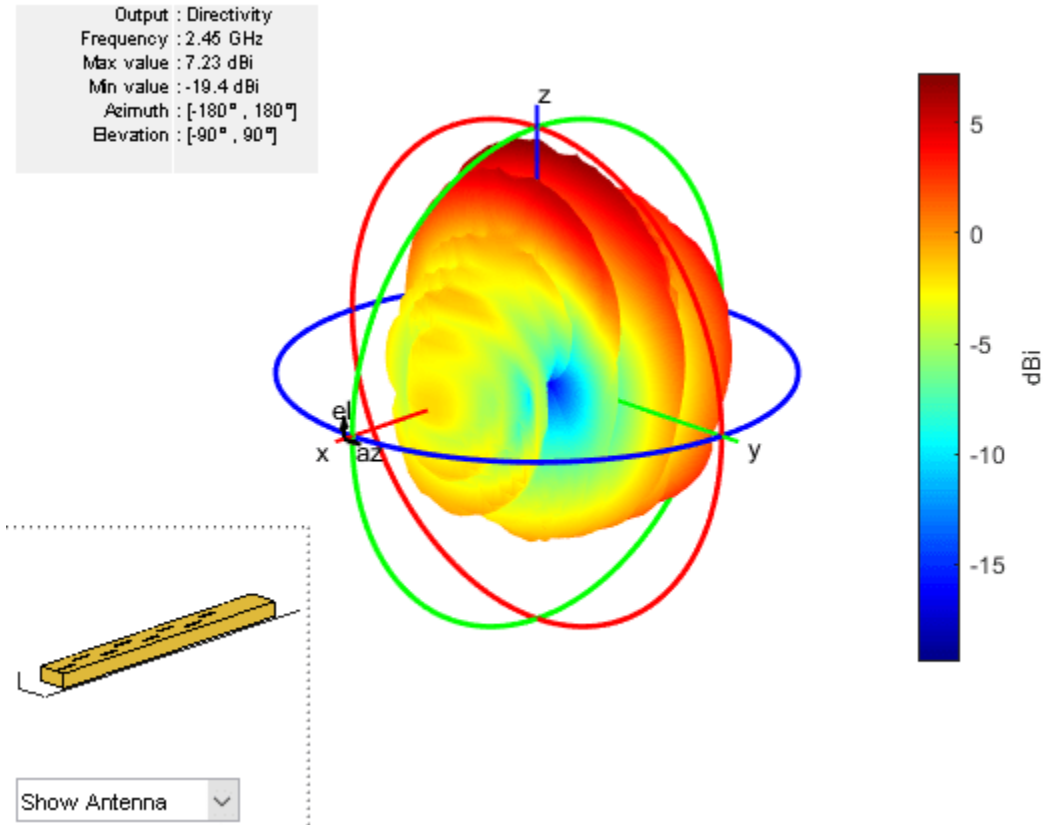 Output : Directivity
Frequency : 2.45 GHz
Max value : 7.23 dBi
Min value : -19.4 dBi
Azimuth : [-180° , 180°]
Elevation : [-90° , 90°]
z
el
x
az
y
5
0
-5
-10
-15
dBi
Show Antenna